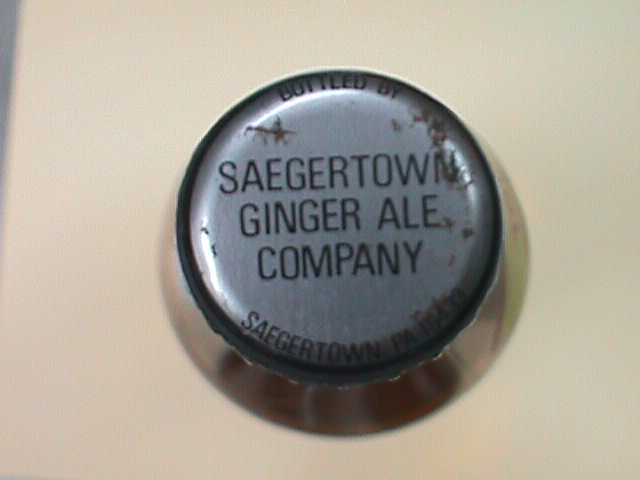 BOTTLED BY
SAEGERTOWN
GINGER ALE
COMPANY
SAEGERTOWN PA